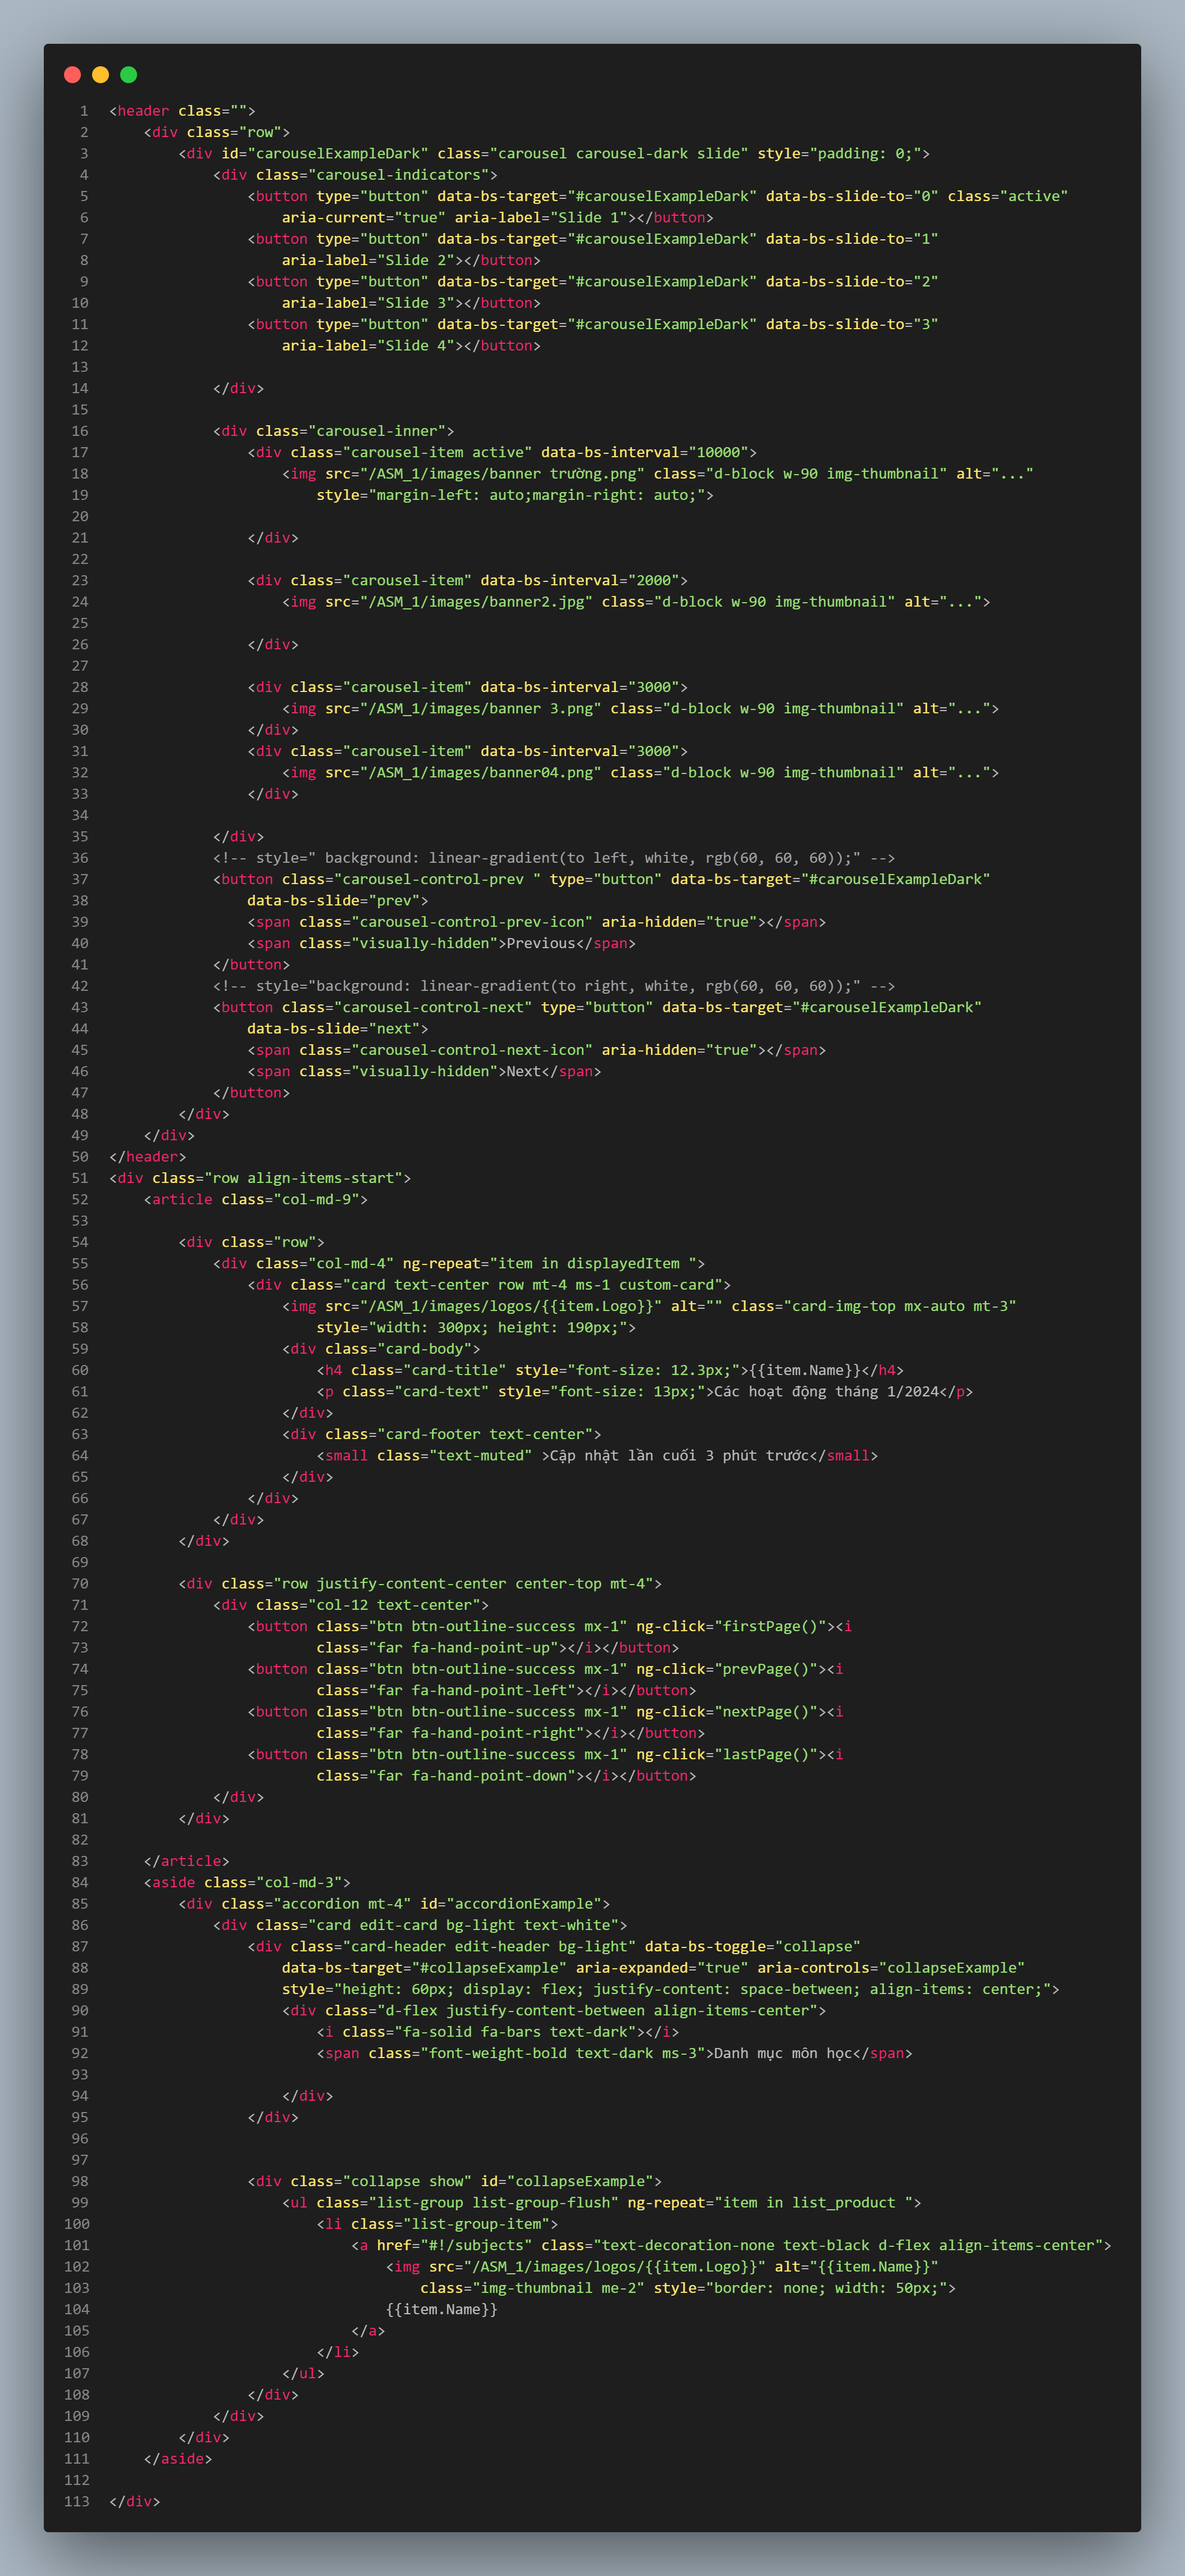 1 <header class="">
2 <div class="row">
3 <div id="carouselExampleDark" class="carousel carousel-dark slide" style="padding: 0;">
4 <div class="carousel-indicators">
5 <button type="button" data-bs-target="#carouselExampleDark" data-bs-slide-to="0" class="active"
6 aria-current="true" aria-label="Slide 1"></button>
7 <button type="button" data-bs-target="#carouselExampleDark" data-bs-slide-to="1"
8 aria-label="Slide 2"></button>
9 <button type="button" data-bs-target="#carouselExampleDark" data-bs-slide-to="2"
10 aria-label="Slide 3"></button>
11 <button type="button" data-bs-target="#carouselExampleDark" data-bs-slide-to="3"
12 aria-label="Slide 4"></button>
13
14 </div>
15
16 <div class="carousel-inner">
17 <div class="carousel-item active" data-bs-interval="10000">
18 <img src="/ASM_1/images/banner trường.png" class="d-block w-90 img-thumbnail" alt="..."
19 style="margin-left: auto;margin-right: auto;">
20
21 </div>
22
23 <div class="carousel-item" data-bs-interval="2000">
24 <img src="/ASM_1/images/banner2.jpg" class="d-block w-90 img-thumbnail" alt="...">
25
26 </div>
27
28 <div class="carousel-item" data-bs-interval="3000">
29 <img src="/ASM_1/images/banner 3.png" class="d-block w-90 img-thumbnail" alt="...">
30 </div>
31 <div class="carousel-item" data-bs-interval="3000">
32 <img src="/ASM_1/images/banner04.png" class="d-block w-90 img-thumbnail" alt="...">
33 </div>
34
35 </div>
36 <!-- style=" background: linear-gradient(to left, white, rgb(60, 60, 60));" -->
37 <button class="carousel-control-prev " type="button" data-bs-target="#carouselExampleDark"
38 data-bs-slide="prev">
39 <span class="carousel-control-prev-icon" aria-hidden="true"></span>
40 <span class="visually-hidden">Previous</span>
41 </button>
42 <!-- style="background: linear-gradient(to right, white, rgb(60, 60, 60));" -->
43 <button class="carousel-control-next" type="button" data-bs-target="#carouselExampleDark"
44 data-bs-slide="next">
45 <span class="carousel-control-next-icon" aria-hidden="true"></span>
46 <span class="visually-hidden">Next</span>
47 </button>
48 </div>
49 </div>
50 </header>
51 <div class="row align-items-start">
52 <article class="col-md-9">
53
54 <div class="row">
55 <div class="col-md-4" ng-repeat="item in displayedItem ">
56 <div class="card text-center row mt-4 ms-1 custom-card">
57 <img src="/ASM_1/images/logos/{{item.Logo}}" alt="" class="card-img-top mx-auto mt-3"
58 style="width: 300px; height: 190px;">
59 <div class="card-body">
60 <h4 class="card-title" style="font-size: 12.3px;">{{item.Name}}</h4>
61 <p class="card-text" style="font-size: 13px;">Các hoạt động tháng 1/2024</p>
62 </div>
63 <div class="card-footer text-center">
64 <small class="text-muted" >Cập nhật lần cuối 3 phút trước</small>
65 </div>
66 </div>
67 </div>
68 </div>
69
70 <div class="row justify-content-center center-top mt-4">
71 <div class="col-12 text-center">
72 <button class="btn btn-outline-success mx-1" ng-click="firstPage()"><i
73 class="far fa-hand-point-up"></i></button>
74 <button class="btn btn-outline-success mx-1" ng-click="prevPage()"><i
75 class="far fa-hand-point-left"></i></button>
76 <button class="btn btn-outline-success mx-1" ng-click="nextPage()"><i
77 class="far fa-hand-point-right"></i></button>
78 <button class="btn btn-outline-success mx-1" ng-click="lastPage()"><i
79 class="far fa-hand-point-down"></i></button>
80 </div>
81 </div>
82
83 </article>
84 <aside class="col-md-3">
85 <div class="accordion mt-4" id="accordionExample">
86 <div class="card edit-card bg-light text-white">
87 <div class="card-header edit-header bg-light" data-bs-toggle="collapse"
88 data-bs-target="#collapseExample" aria-expanded="true" aria-controls="collapseExample"
89 style="height: 60px; display: flex; justify-content: space-between; align-items: center;">
90 <div class="d-flex justify-content-between align-items-center">
91 <i class="fa-solid fa-bars text-dark"></i>
92 <span class="font-weight-bold text-dark ms-3">Danh mục môn học</span>
93
94 </div>
95 </div>
96
97
98 <div class="collapse show" id="collapseExample">
99 <ul class="list-group list-group-flush" ng-repeat="item in list_product ">
100 <li class="list-group-item">
101 <a href="#!/subjects" class="text-decoration-none text-black d-flex align-items-center">
102 <img src="/ASM_1/images/logos/{{item.Logo}}" alt="{{item.Name}}"
103 class="img-thumbnail me-2" style="border: none; width: 50px;">
104 {{item.Name}}
105 </a>
106 </li>
107 </ul>
108 </div>
109 </div>
110 </div>
111 </aside>
112
113 </div>